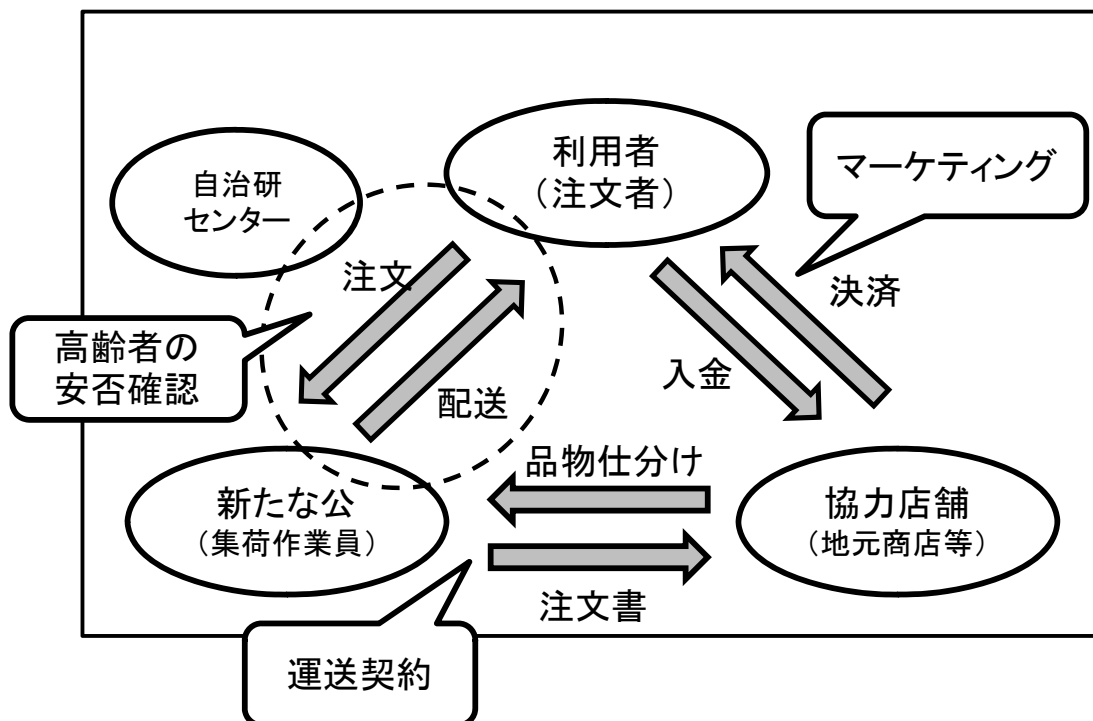 利用者
（注文者）
マーケティング
自治研
センター
注文
決済
高齢者の
安否確認
入金
配送
品物仕分け
新たな公
（集荷作業員）
協力店舗
（地元商店等）
注文書
運送契約